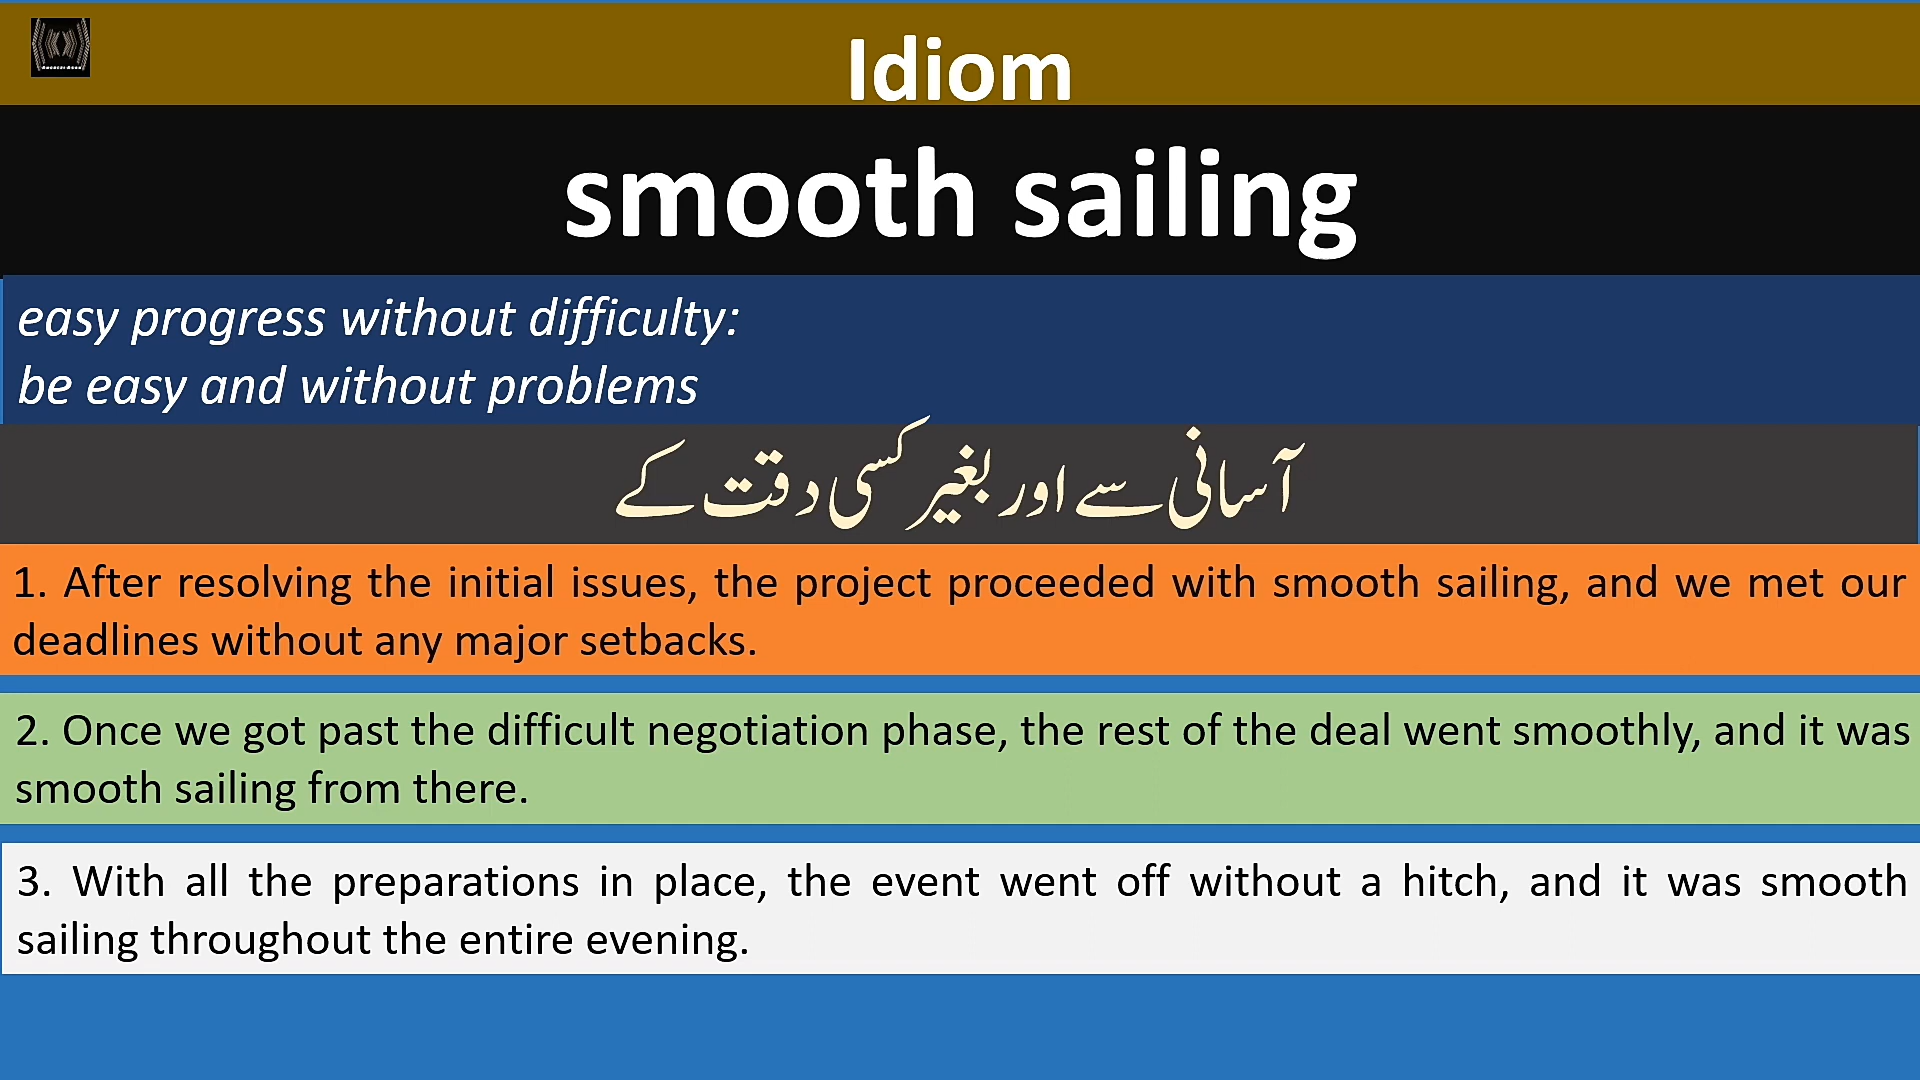 Idiom
smooth sailing
easy progress without difficulty:
be easy and without problems
آسانی سے اور بغیر کسی دقت کے
1. After resolving the initial issues, the project proceeded with smooth sailing, and we met our
deadlines without any major setbacks.
2. Once we got past the difficult negotiation phase, the rest of the deal went smoothly, and it was
smooth sailing from there.
3. With all the preparations in place, the event went off without a hitch, and it was smooth
sailing throughout the entire evening.